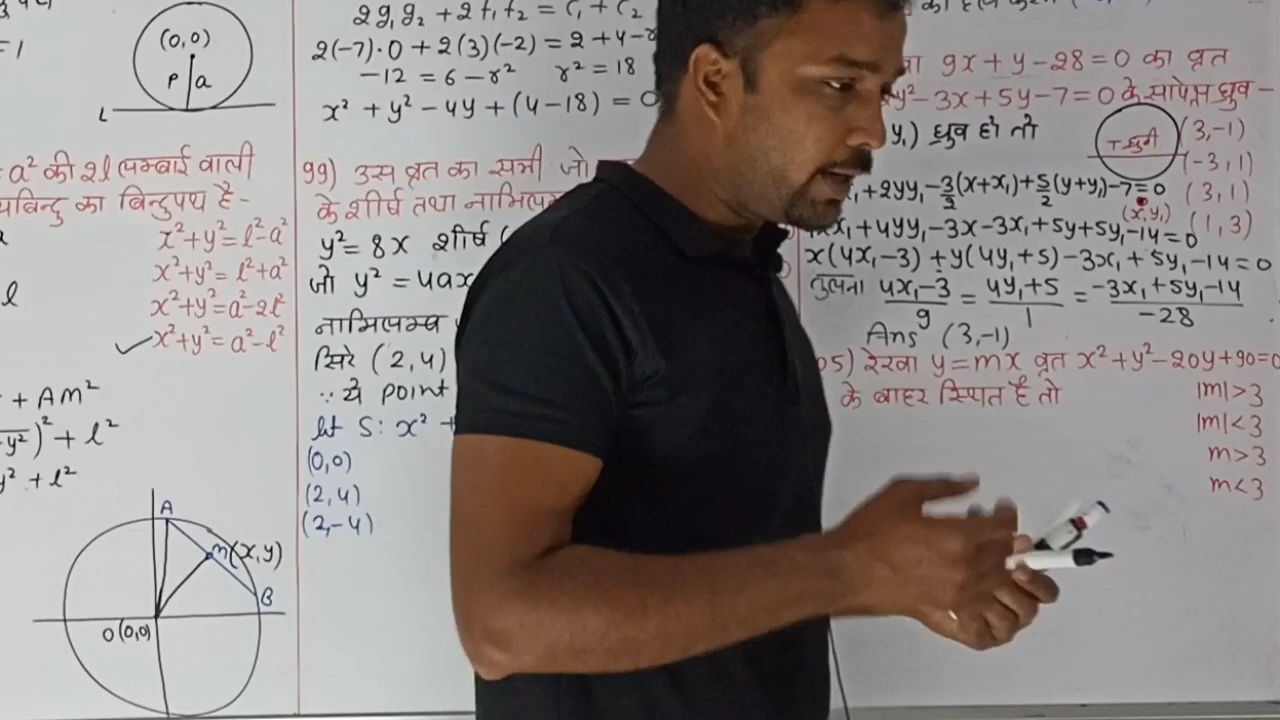 =1
(0,0)
P a
L
a² की 2l लम्बाई वाली
का बिन्दुपथ है-
x²+y²=l²-a²
x²+y²=l²+a²
x²+y²=a²-2l²
✓ x²+y²=a²-l²
l
+ AM²
y²)² + l²
y² + l²
A
m(x,y)
B
O(0,0)
2g₁g₂ + 2f₁f₂ = c₁ + c₂
2(-7)·0 + 2(3)(-2) = 2+4-r²
-12 = 6-r² r²=18
x² + y² - 4y + (4-18) = 0
99) उस वृत का समी जो
के शीर्ष तथा नाभिलम्ब
y² = 8x शीर्ष (
जो y² = 4ax
नाभिलम्ब
सिरे (2,4)
∵ ये point
let S: x² +
(0,0)
(2,4)
(2,-4)
9x+y-28=0 का वृत
y²-3x+5y-7=0 के सापेक्ष ध्रुव -
y₁) ध्रुव हो तो
ध्रुवी
(3,-1)
(-3,1)
(3,1)
(1,3)
+2yy₁-3/2(x+x₁)+5/2(y+y₁)-7=0
(x₁y₁)
x₁+4yy₁-3x-3x₁+5y+5y₁-14=0
x(4x₁-3)+y(4y₁+5)-3x₁+5y₁-14=0
तुलना 4x₁-3/9 = 4y₁+5/1 = -3x₁+5y₁-14/-28
Ans (3,-1)
05) रेखा y=mx वृत x²+y²-20y+90=0
के बाहर स्थित है तो
|m|>3
|m|<3
m>3
m<3